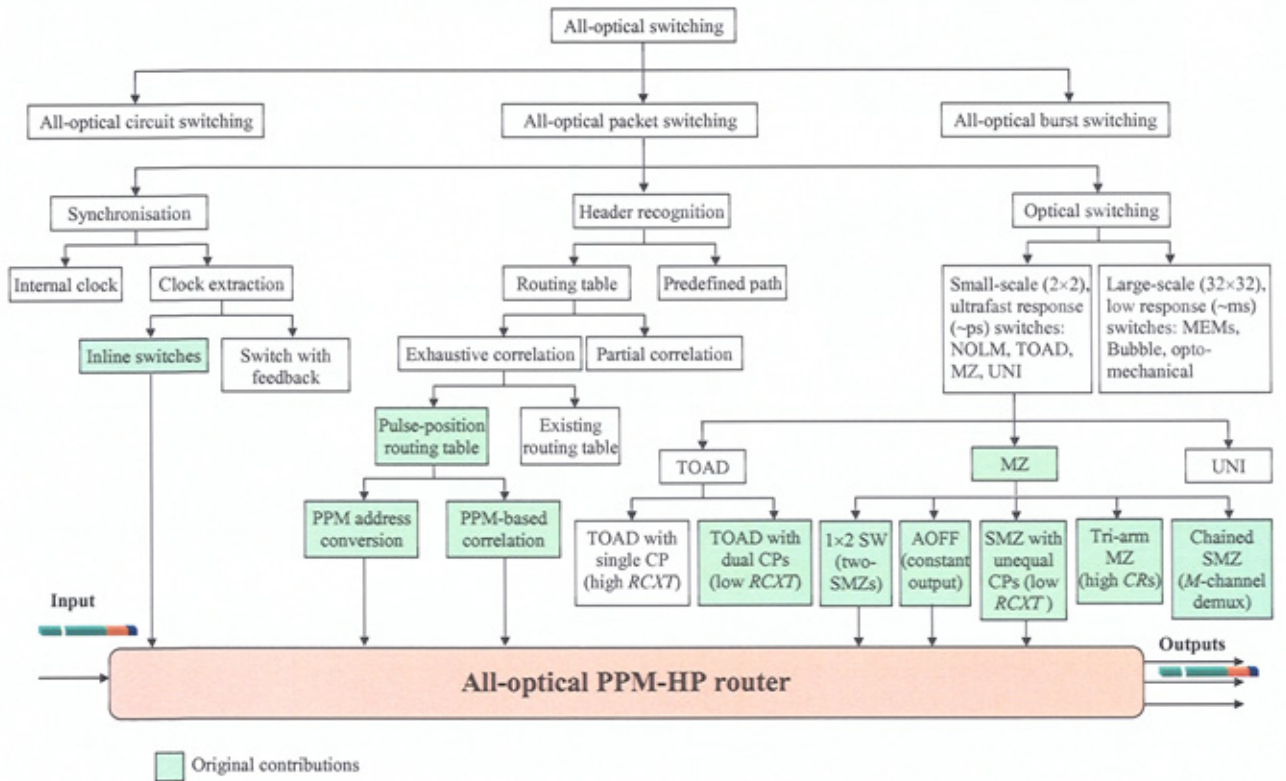 All-optical switching
All-optical circuit switching
All-optical packet switching
All-optical burst switching
Synchronisation
Header recognition
Optical switching
Internal clock
Clock extraction
Routing table
Predefined path
Small-scale (2×2),
ultrafast response
(~ps) switches:
NOLM, TOAD,
MZ, UNI
Large-scale (32×32),
low response (~ms)
switches: MEMs,
Bubble, opto-
mechanical
Inline switches
Switch with
feedback
Exhaustive correlation
Partial correlation
Pulse-position
routing table
Existing
routing table
TOAD
MZ
UNI
PPM address
conversion
PPM-based
correlation
TOAD with
single CP
(high RCXT)
TOAD with
dual CPs
(low RCXT)
1×2 SW
(two-
SMZs)
AOFF
(constant
output)
SMZ with
unequal
CPs (low
RCXT )
Tri-arm
MZ
(high CRs)
Chained
SMZ
(M-channel
demux)
Input
Outputs
All-optical PPM-HP router
Original contributions